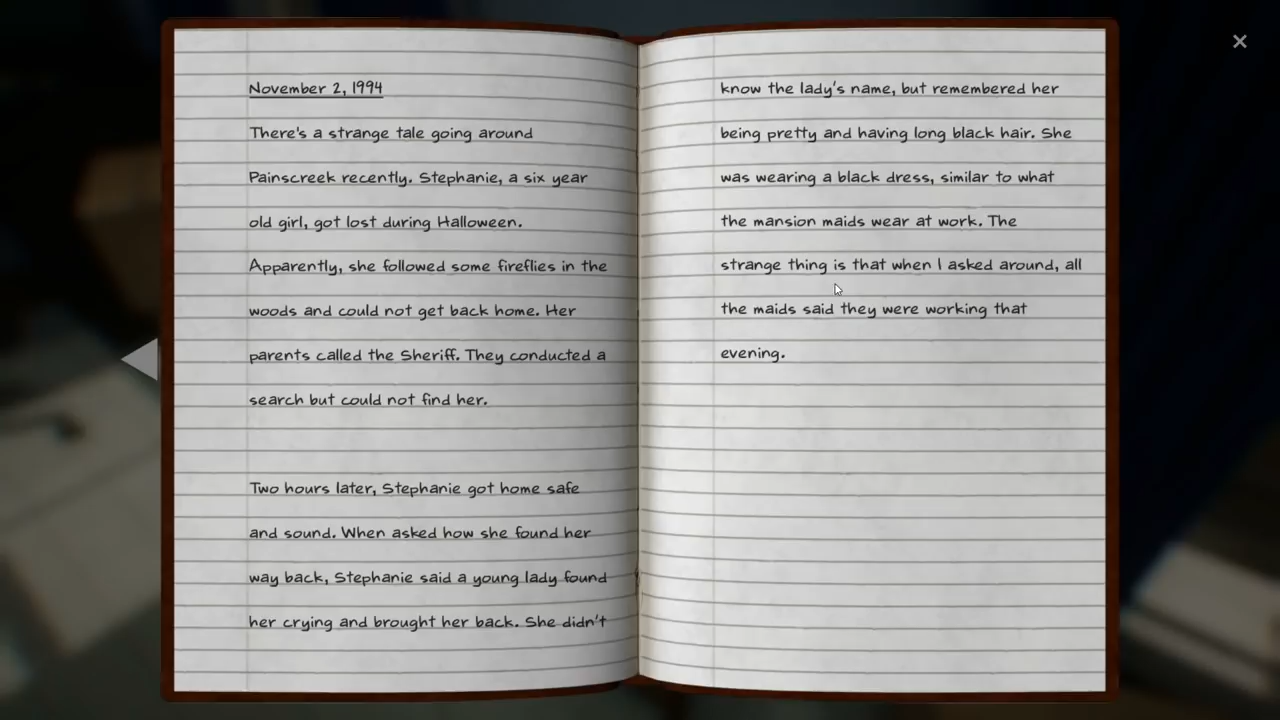 November 2, 1994
There's a strange tale going around
Painscreek recently. Stephanie, a six year
old girl, got lost during Halloween.
Apparently, she followed some fireflies in the
woods and could not get back home. Her
parents called the Sheriff. They conducted a
search but could not find her.
Two hours later, Stephanie got home safe
and sound. When asked how she found her
way back, Stephanie said a young lady found
her crying and brought her back. She didn't
know the lady's name, but remembered her
being pretty and having long black hair. She
was wearing a black dress, similar to what
the mansion maids wear at work. The
strange thing is that when I asked around, all
the maids said they were working that
evening.